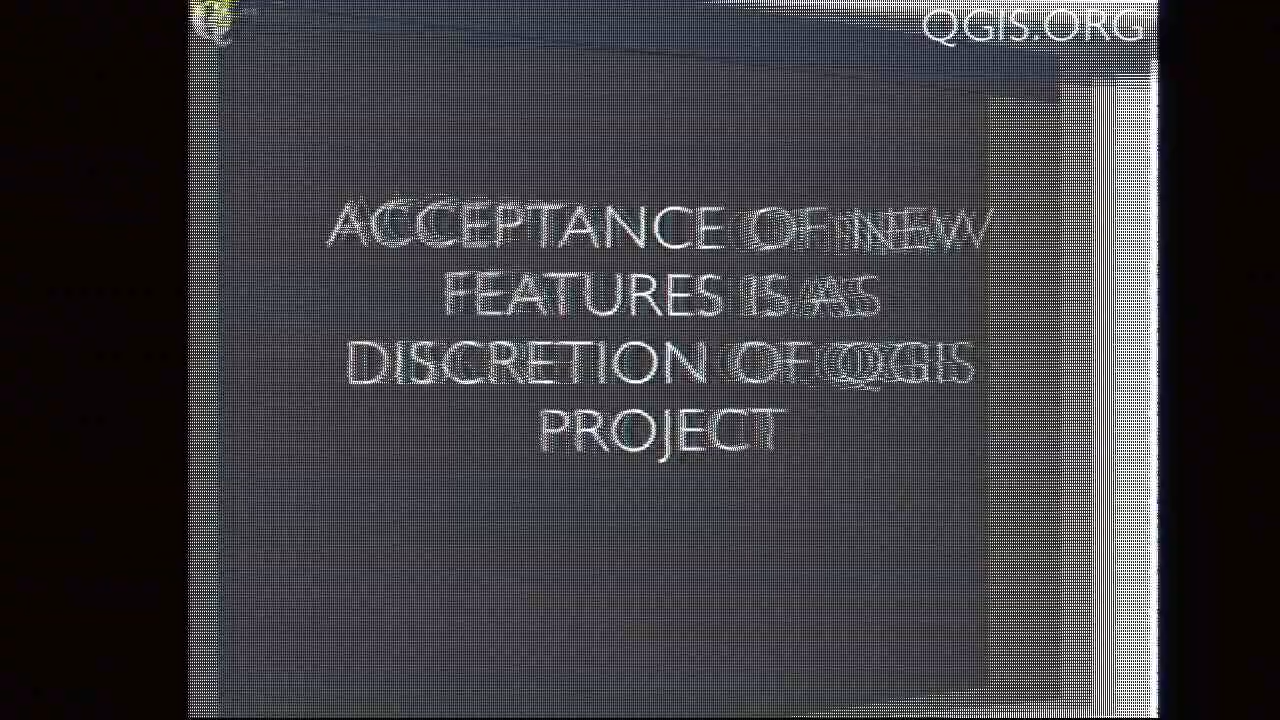 QGIS.ORG
ACCEPTANCE OF NEW
FEATURES IS AS
DISCRETION OF QGIS
PROJECT